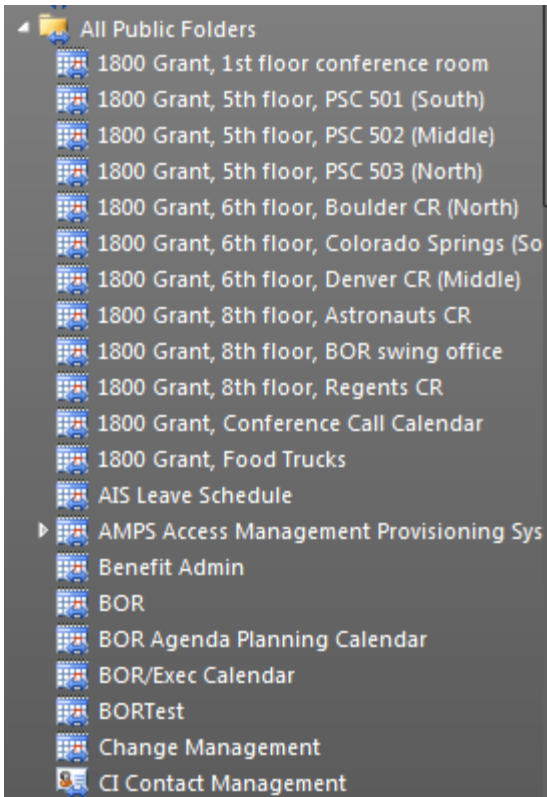 All Public Folders
1800 Grant, 1st floor conference room
1800 Grant, 5th floor, PSC 501 (South)
1800 Grant, 5th floor, PSC 502 (Middle)
1800 Grant, 5th floor, PSC 503 (North)
1800 Grant, 6th floor, Boulder CR (North)
1800 Grant, 6th floor, Colorado Springs (So
1800 Grant, 6th floor, Denver CR (Middle)
1800 Grant, 8th floor, Astronauts CR
1800 Grant, 8th floor, BOR swing office
1800 Grant, 8th floor, Regents CR
1800 Grant, Conference Call Calendar
1800 Grant, Food Trucks
AIS Leave Schedule
AMPS Access Management Provisioning Sys
Benefit Admin
BOR
BOR Agenda Planning Calendar
BOR/Exec Calendar
BORTest
Change Management
CI Contact Management